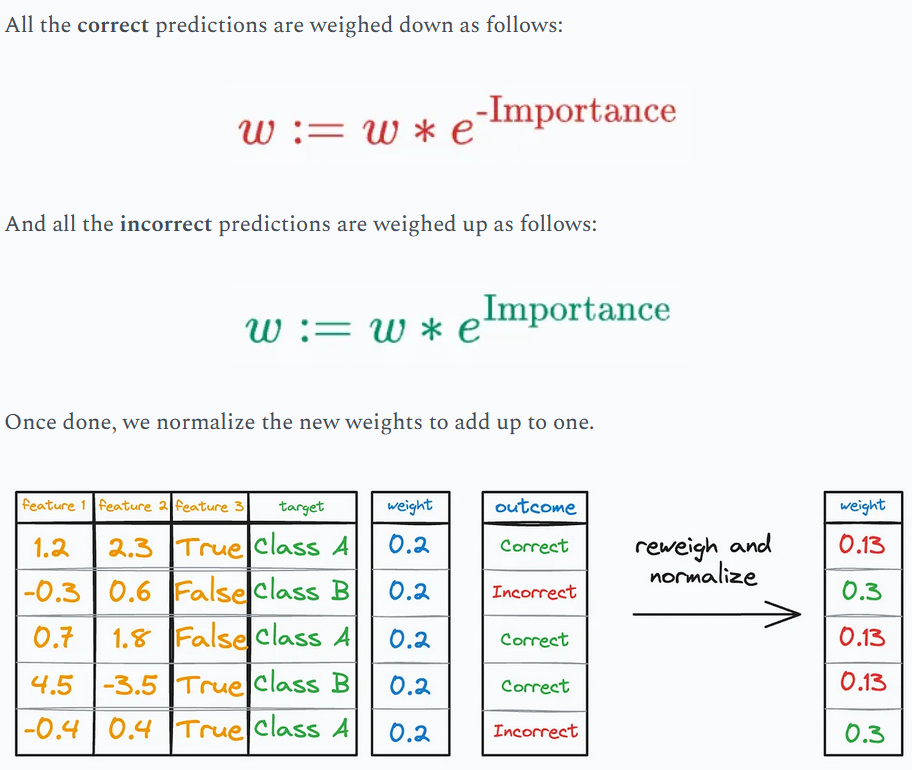 All the correct predictions are weighed down as follows:
w := w * e^-Importance
And all the incorrect predictions are weighed up as follows:
w := w * e^Importance
Once done, we normalize the new weights to add up to one.
feature 1 feature 2 feature 3 target weight outcome weight
1.2 2.3 True Class A 0.2 Correct 0.13
-0.3 0.6 False Class B 0.2 Incorrect 0.3
0.7 1.8 False Class A 0.2 Correct 0.13
4.5 -3.5 True Class B 0.2 Correct 0.13
-0.4 0.4 True Class A 0.2 Incorrect 0.3
reweigh and
normalize